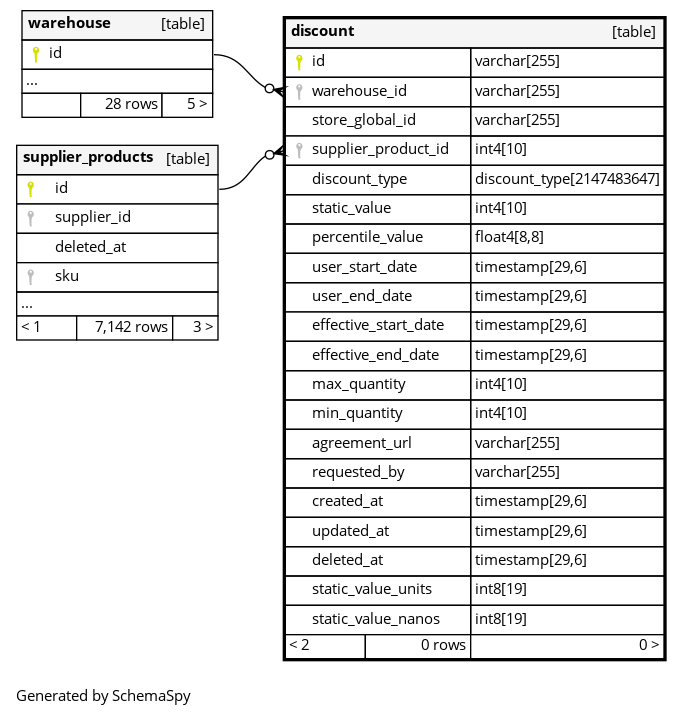 warehouse [table]
id
...
28 rows 5 >
supplier_products [table]
id
supplier_id
deleted_at
sku
...
< 1 7,142 rows 3 >
discount [table]
id varchar[255]
warehouse_id varchar[255]
store_global_id varchar[255]
supplier_product_id int4[10]
discount_type discount_type[2147483647]
static_value int4[10]
percentile_value float4[8,8]
user_start_date timestamp[29,6]
user_end_date timestamp[29,6]
effective_start_date timestamp[29,6]
effective_end_date timestamp[29,6]
max_quantity int4[10]
min_quantity int4[10]
agreement_url varchar[255]
requested_by varchar[255]
created_at timestamp[29,6]
updated_at timestamp[29,6]
deleted_at timestamp[29,6]
static_value_units int8[19]
static_value_nanos int8[19]
< 2 0 rows 0 >
Generated by SchemaSpy